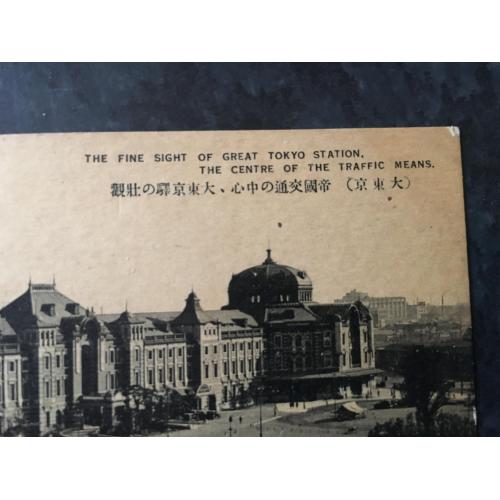 THE FINE SIGHT OF GREAT TOKYO STATION,
THE CENTRE OF THE TRAFFIC MEANS.
(大東京) 帝國交通の中心、大東京驛の壯觀